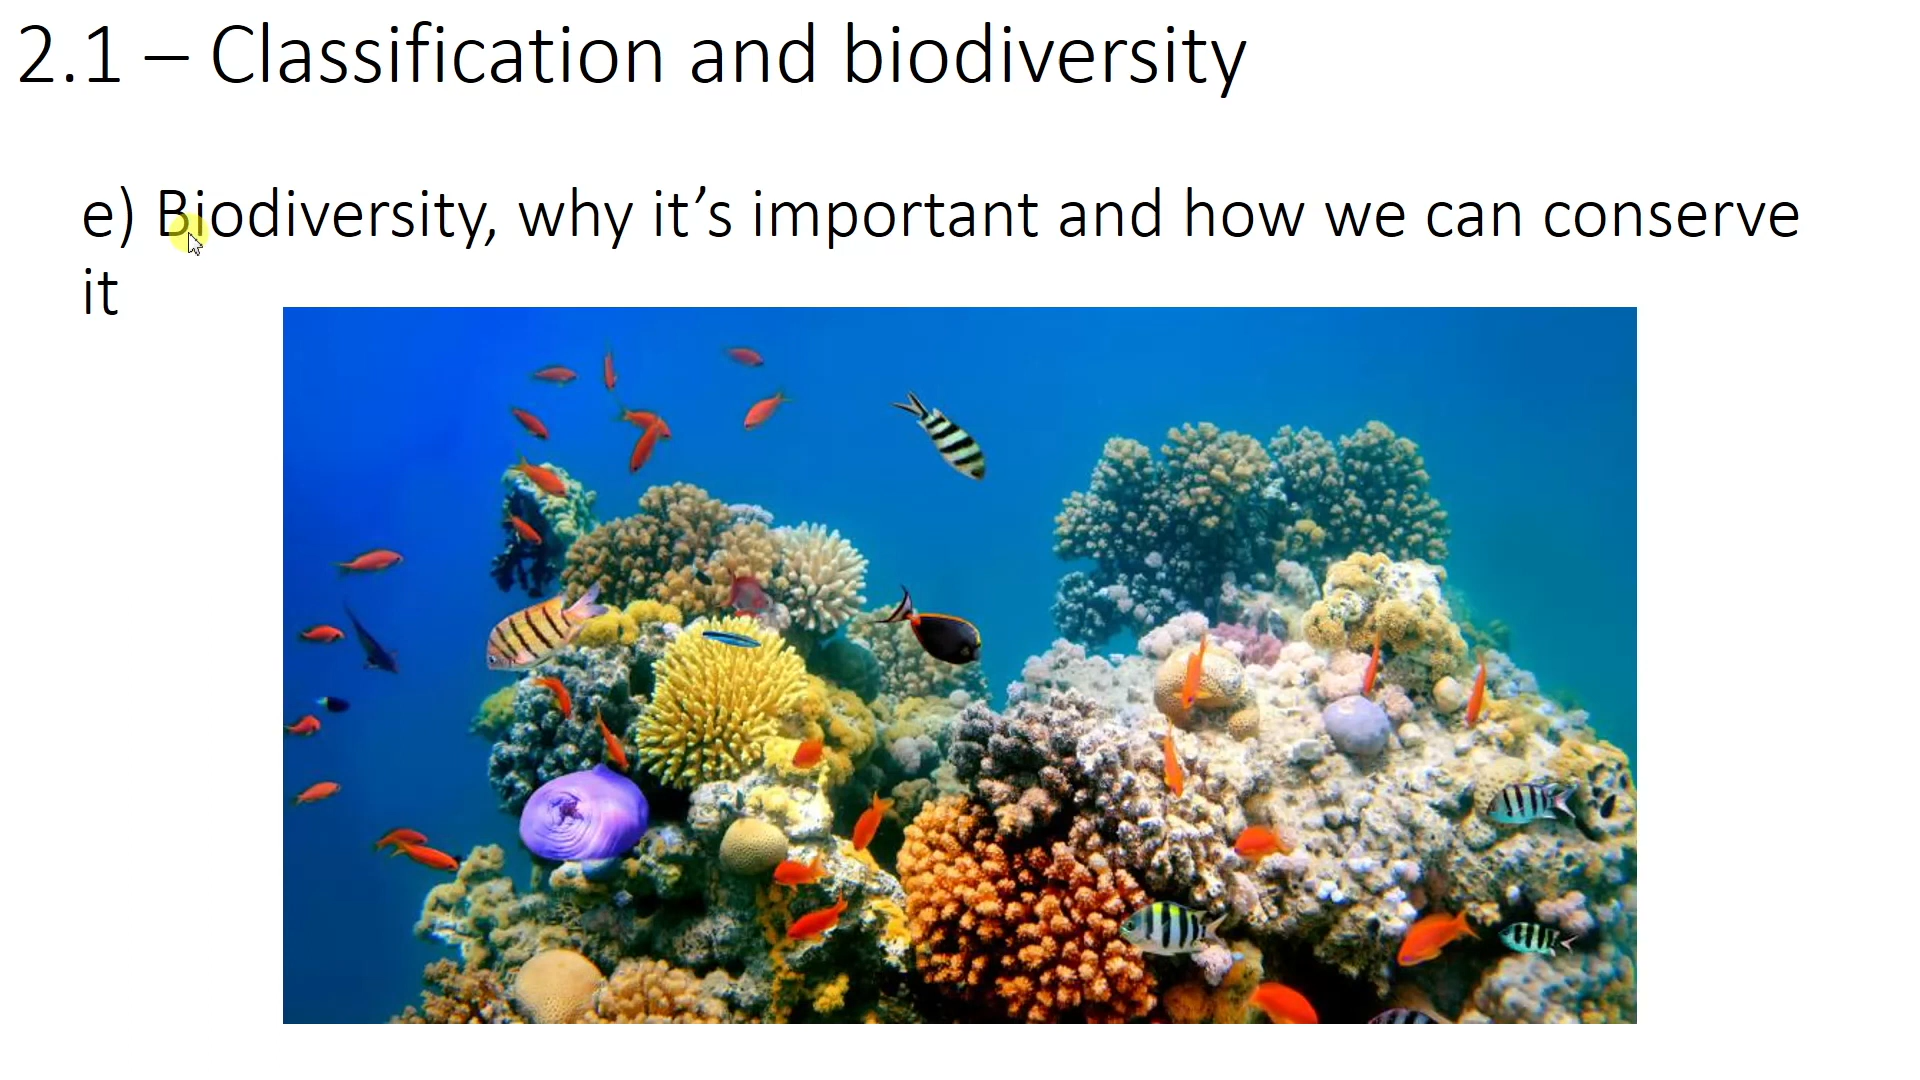 2.1 – Classification and biodiversity
e) Biodiversity, why it’s important and how we can conserve
it